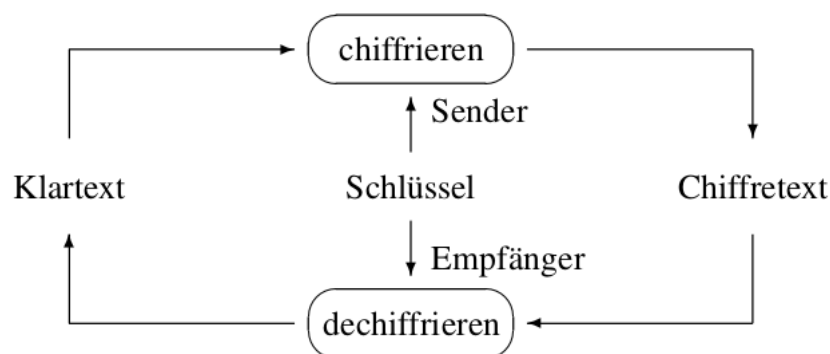 chiffrieren
Sender
Klartext Schlüssel Chiffretext
Empfänger
dechiffrieren